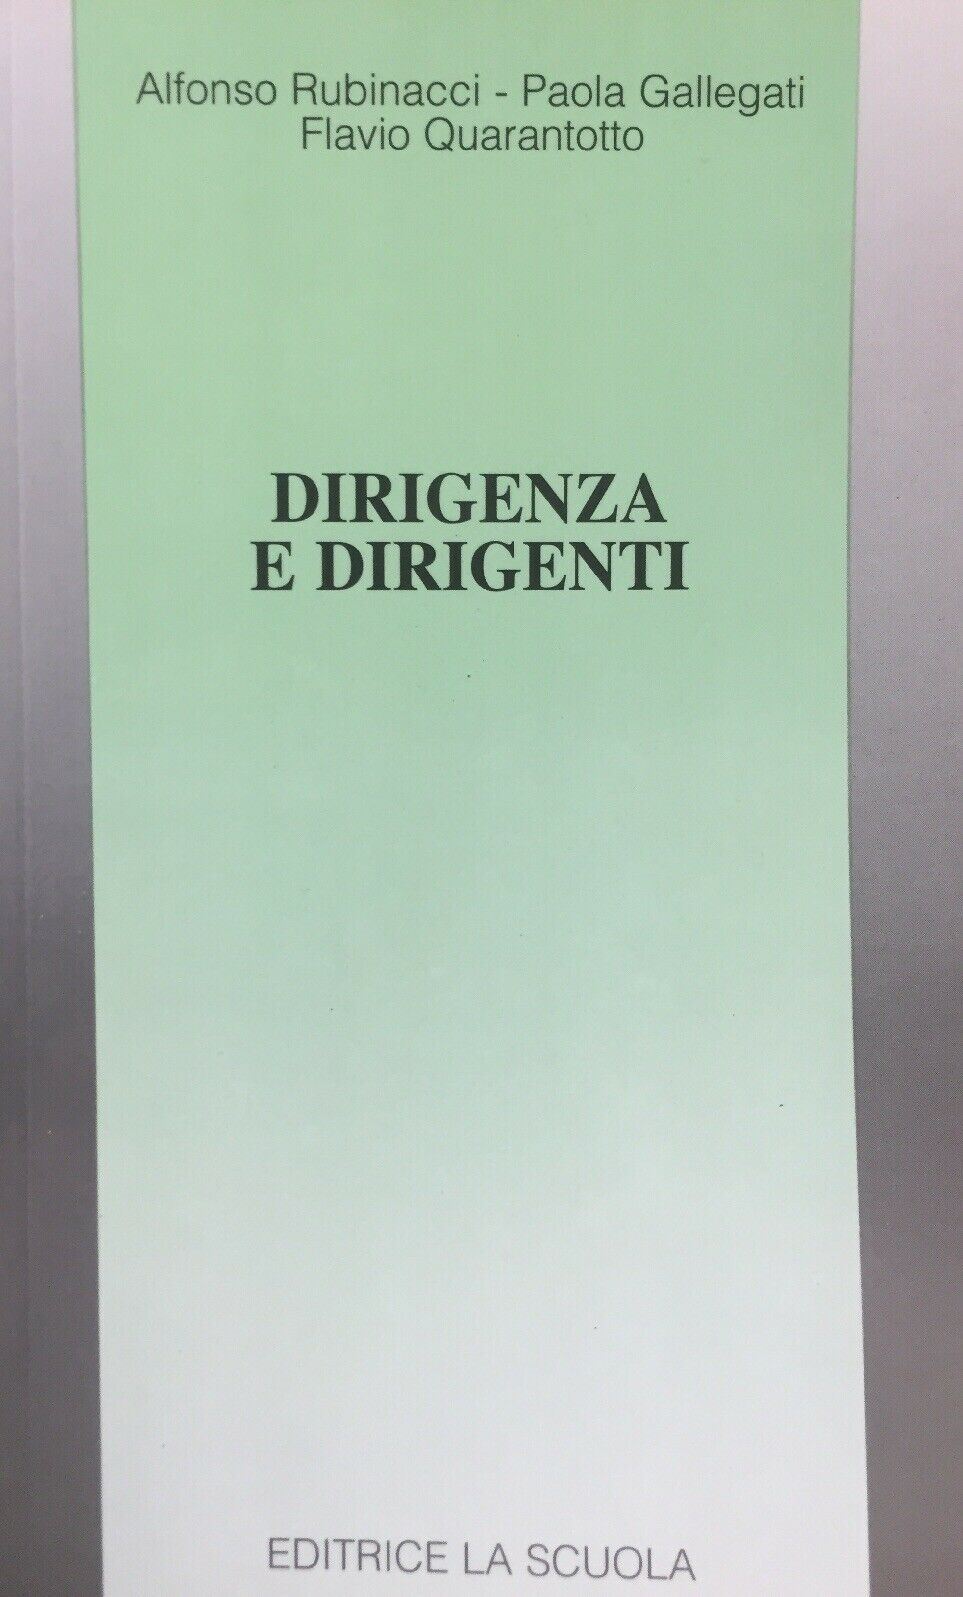 Alfonso Rubinacci - Paola Gallegati
Flavio Quarantotto
DIRIGENZA
E DIRIGENTI
EDITRICE LA SCUOLA